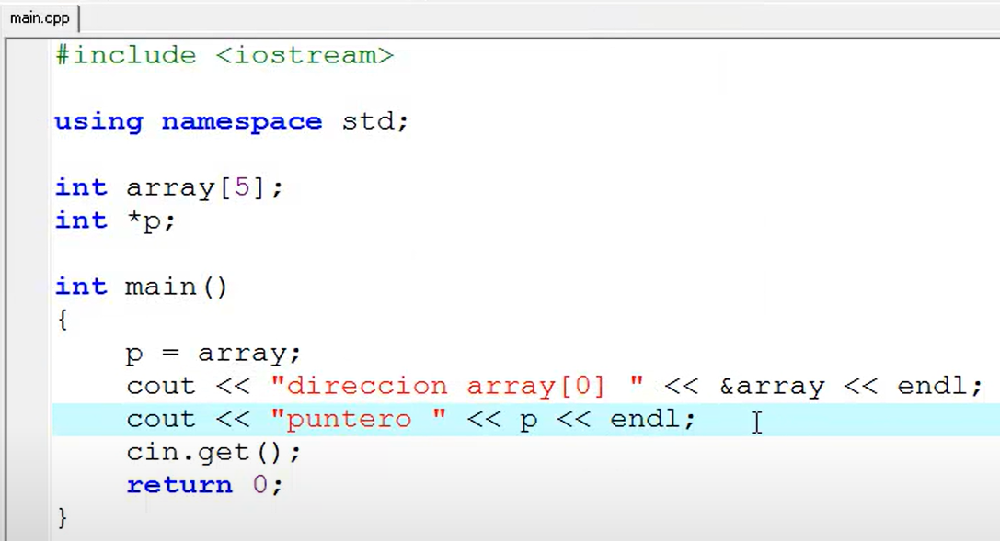 main.cpp
#include <iostream>
using namespace std;
int array[5];
int *p;
int main()
{
p = array;
cout << "direccion array[0] " << &array << endl;
cout << "puntero " << p << endl;
cin.get();
return 0;
}